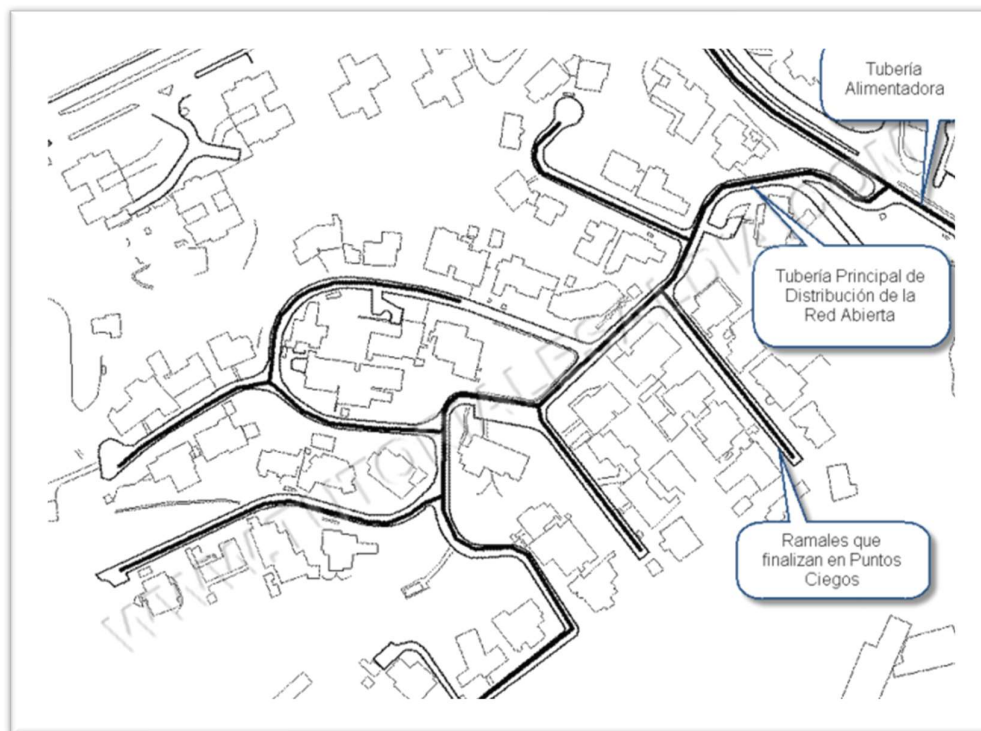 Tubería
Alimentadora
Tubería Principal de
Distribución de la
Red Abierta
Ramales que
finalizan en Puntos
Ciegos